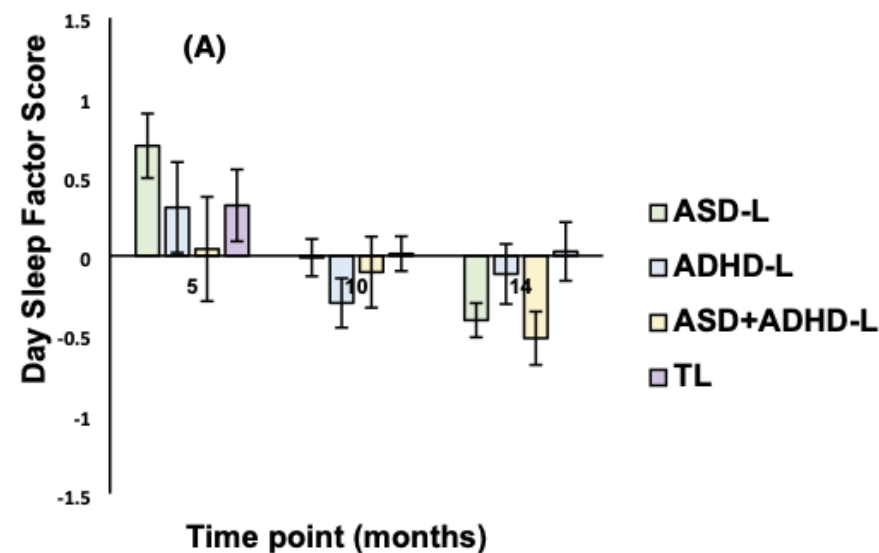 (A)
Day Sleep Factor Score
1.5
1
0.5
0
-0.5
-1
-1.5
5
10
14
Time point (months)
ASD-L
ADHD-L
ASD+ADHD-L
TL